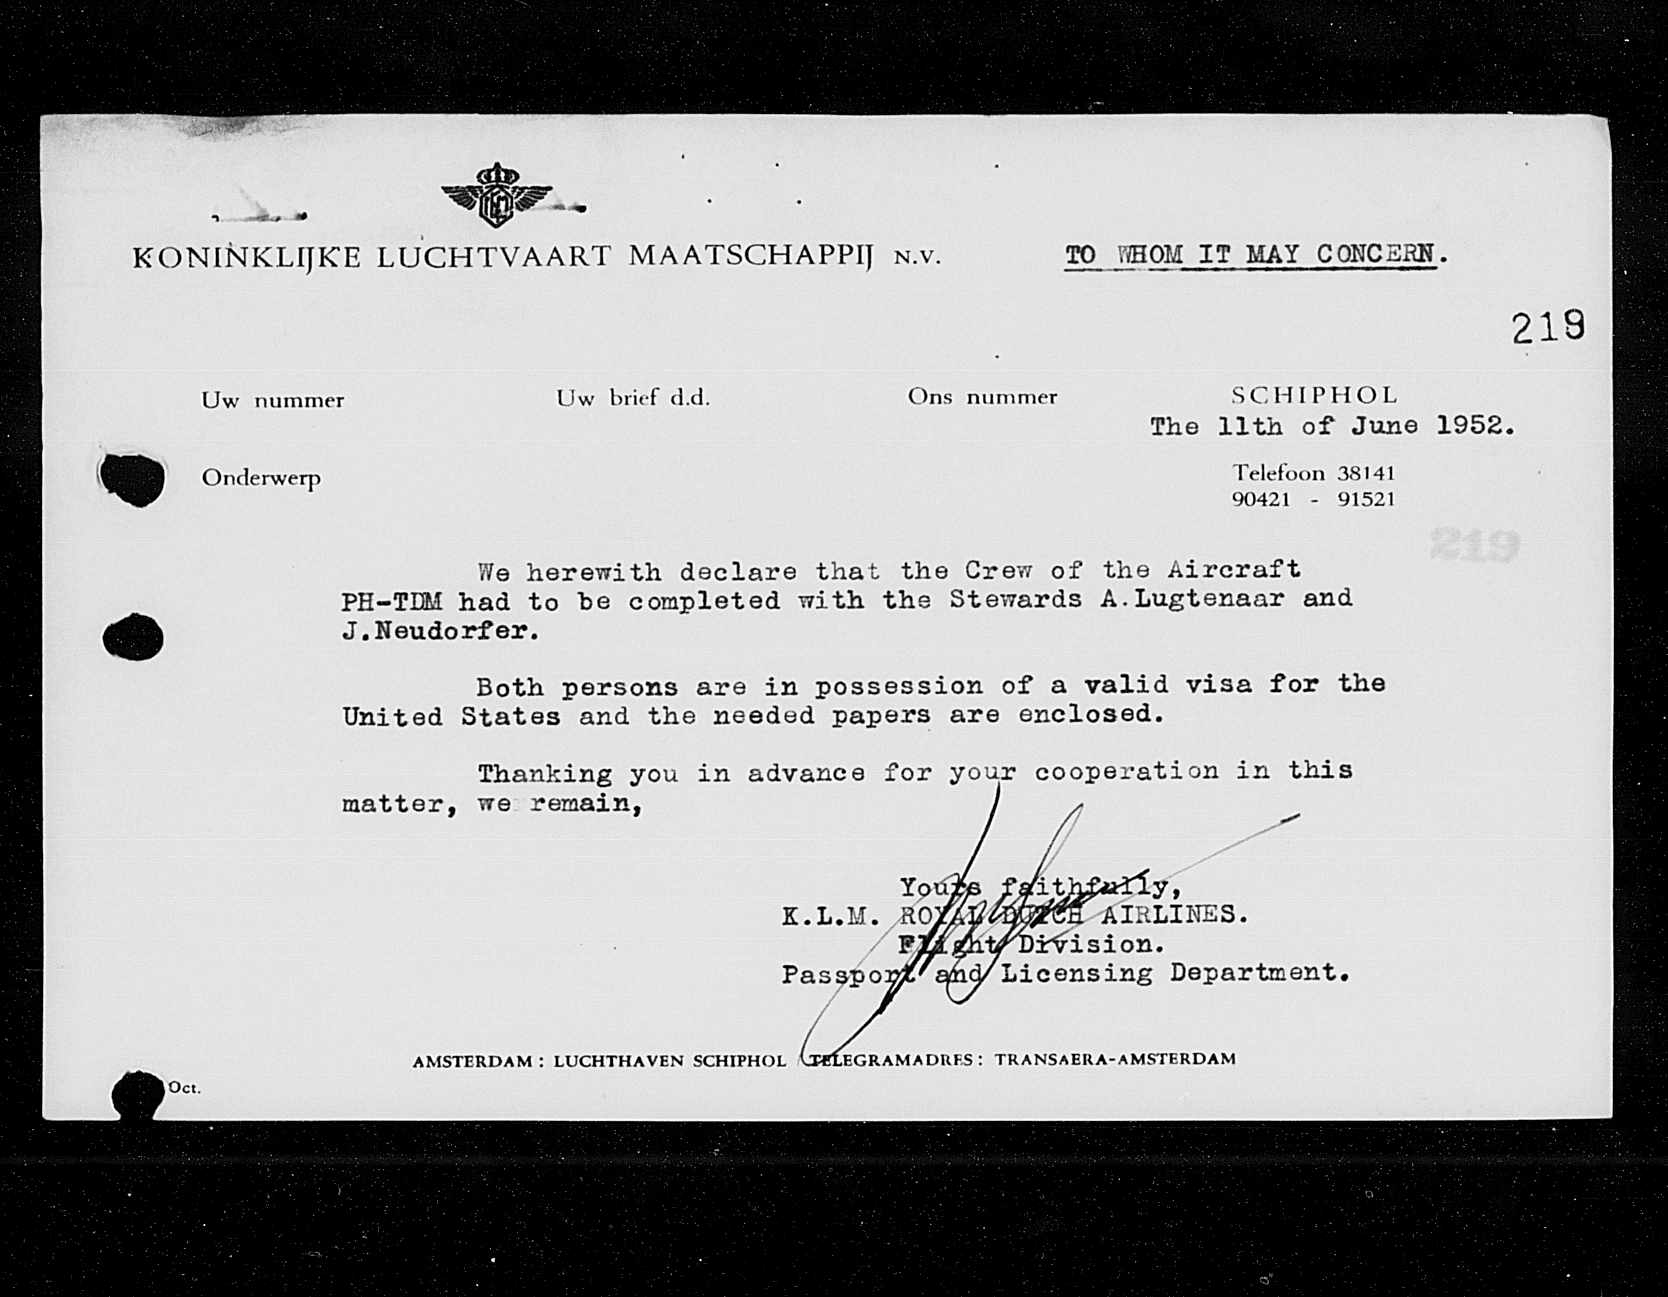 KLM
KONINKLIJKE LUCHTVAART MAATSCHAPPIJ N.V.
TO WHOM IT MAY CONCERN.
219
Uw nummer Uw brief d.d. Ons nummer SCHIPHOL
The 11th of June 1952.
Onderwerp Telefoon 38141
90421 - 91521
219
We herewith declare that the Crew of the Aircraft
PH-TDM had to be completed with the Stewards A.Lugtenaar and
J.Neudorfer.
Both persons are in possession of a valid visa for the
United States and the needed papers are enclosed.
Thanking you in advance for your cooperation in this
matter, we remain,
Yours faithfully,
K.L.M. ROYAL DUTCH AIRLINES.
Flight Division.
Passport and Licensing Department.
AMSTERDAM: LUCHTHAVEN SCHIPHOL TELEGRAMADRES: TRANSAERA-AMSTERDAM
Oct.